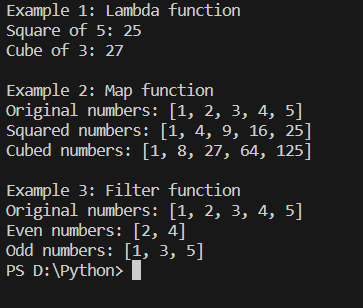 Example 1: Lambda function
Square of 5: 25
Cube of 3: 27
Example 2: Map function
Original numbers: [1, 2, 3, 4, 5]
Squared numbers: [1, 4, 9, 16, 25]
Cubed numbers: [1, 8, 27, 64, 125]
Example 3: Filter function
Original numbers: [1, 2, 3, 4, 5]
Even numbers: [2, 4]
Odd numbers: [1, 3, 5]
PS D:\Python>